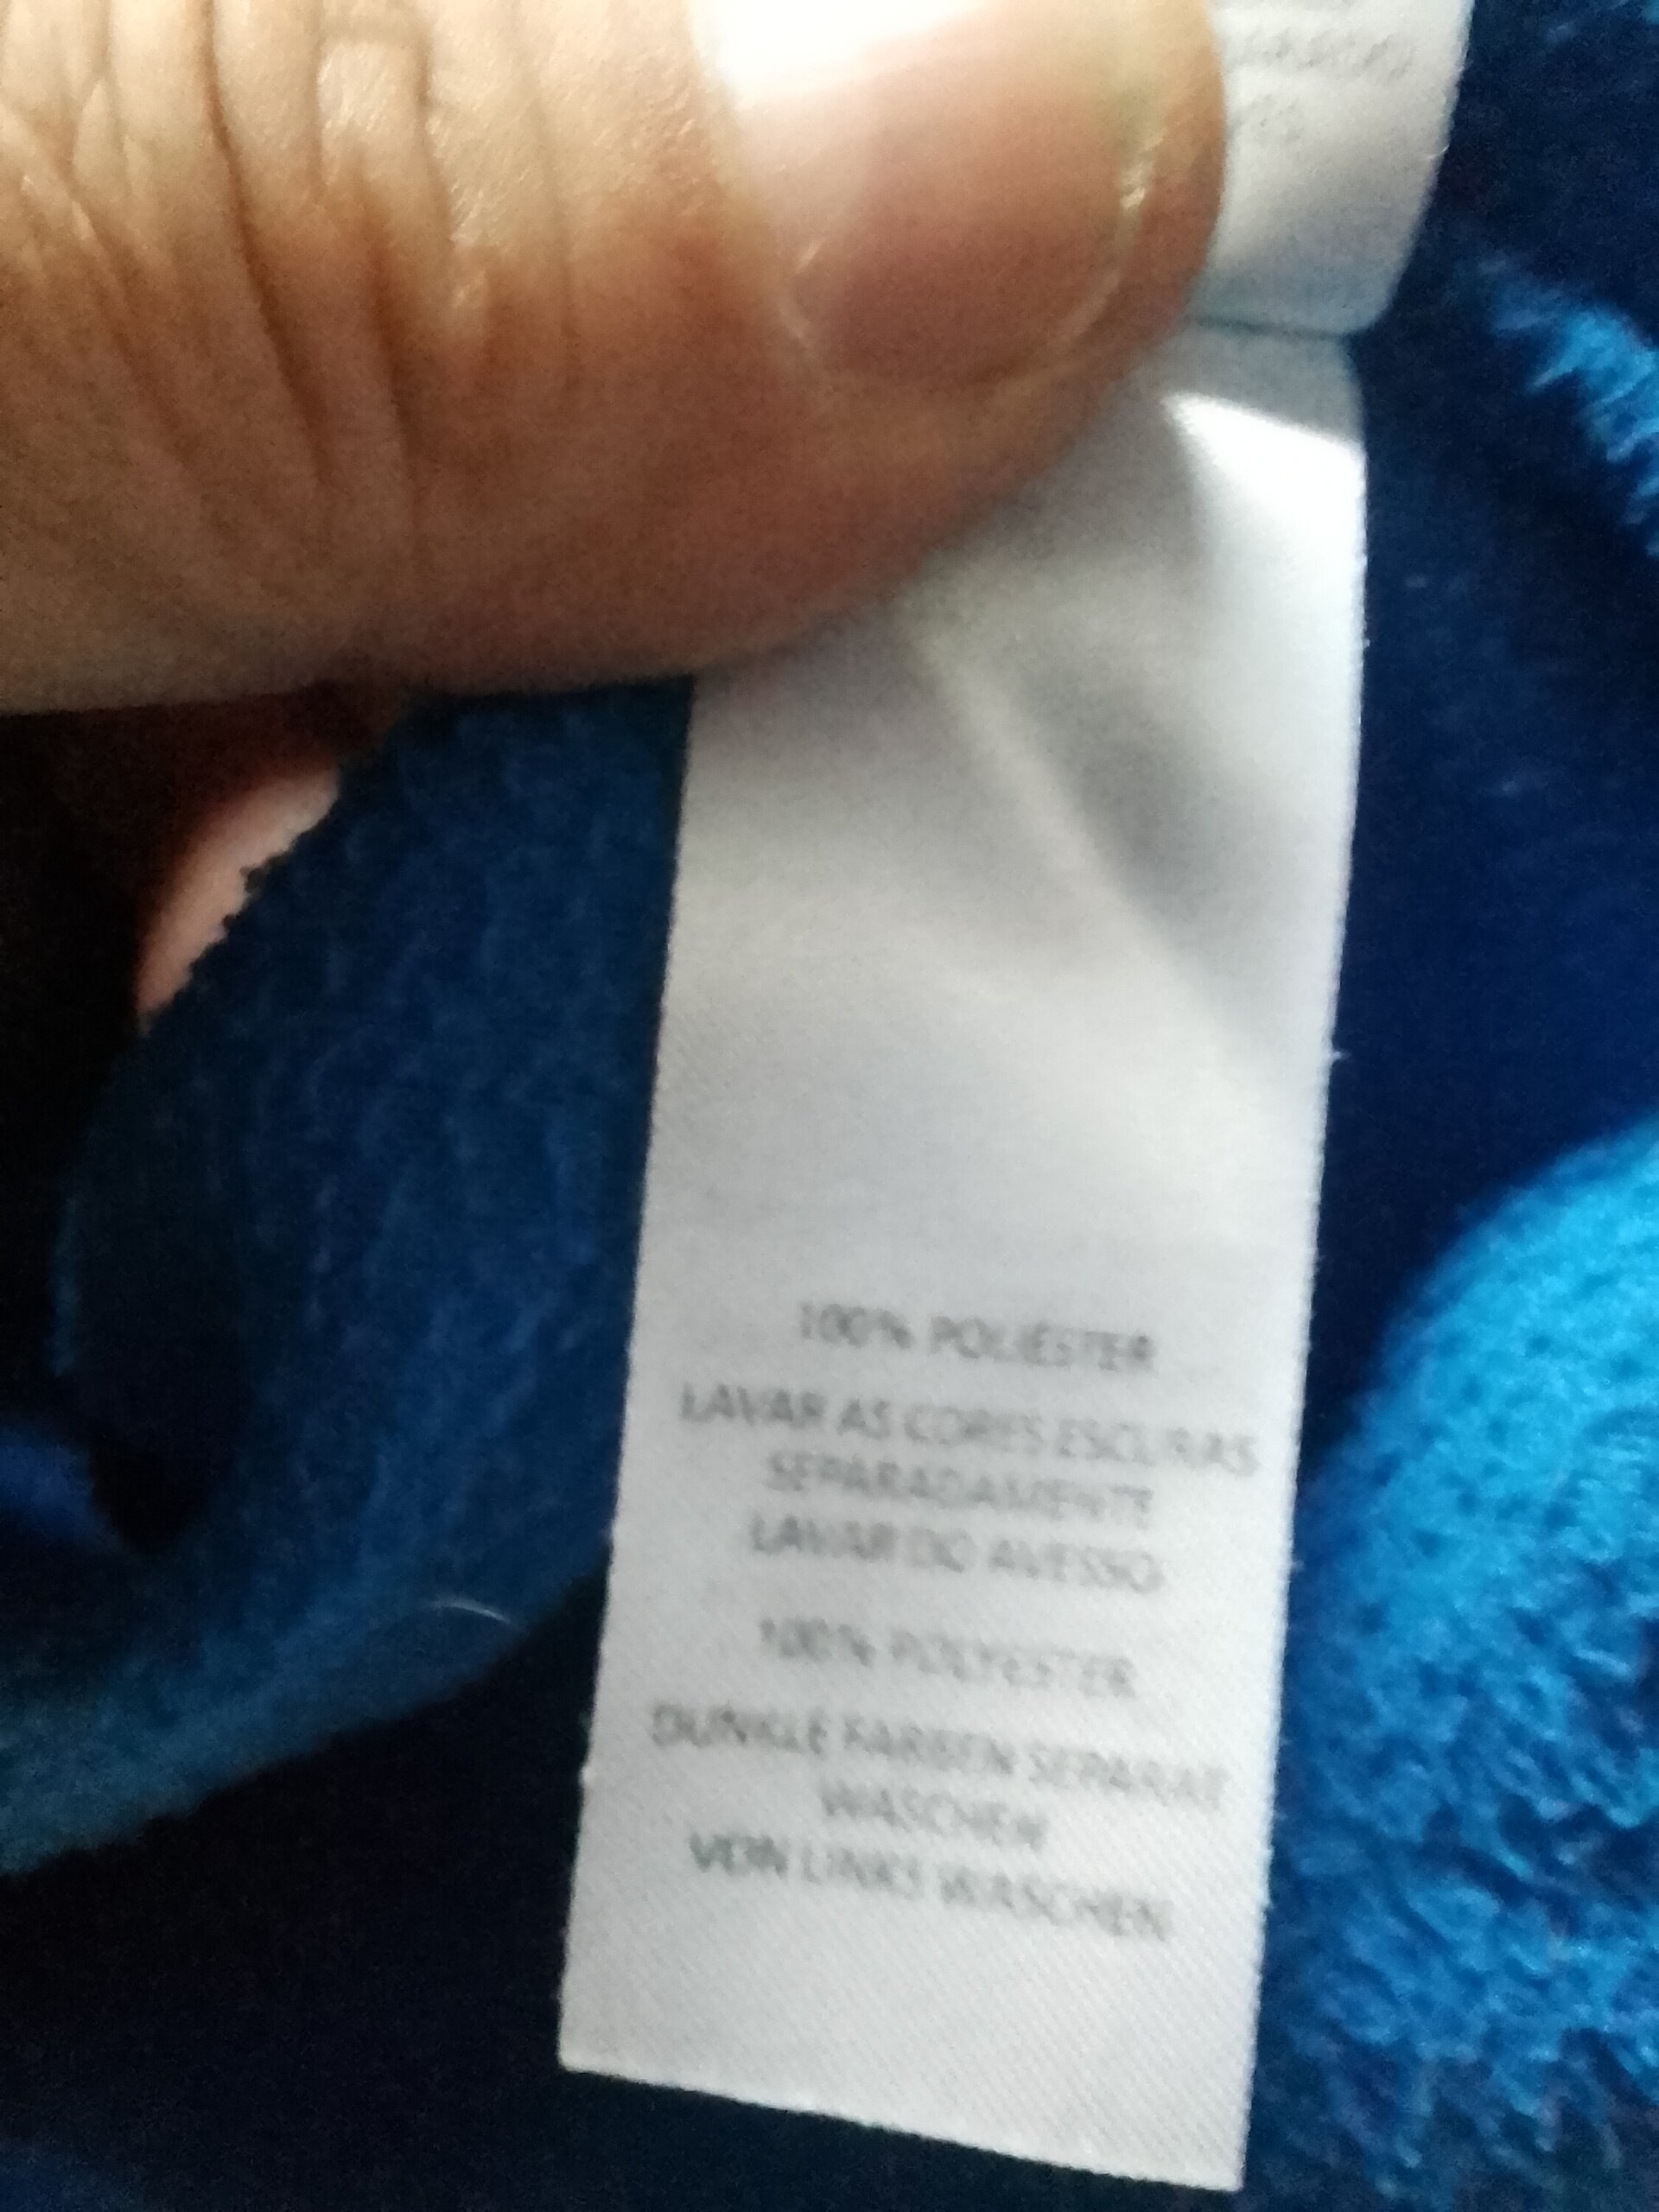 100% POLIÉSTER
LAVAR AS CORES ESCURAS
SEPARADAMENTE
LAVAR DO AVESSO
100% POLYESTER
DUNKLE FARBEN SEPARAT
WASCHEN
VON LINKS WASCHEN